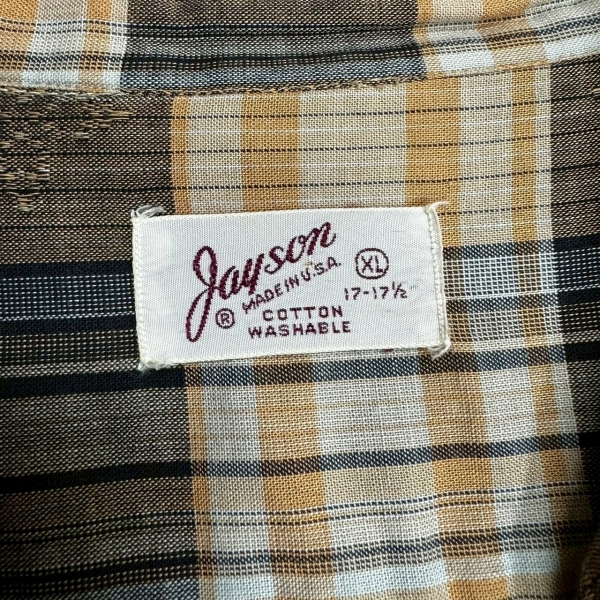 Jayson
® MADE IN U.S.A. XL
17-17½
COTTON
WASHABLE